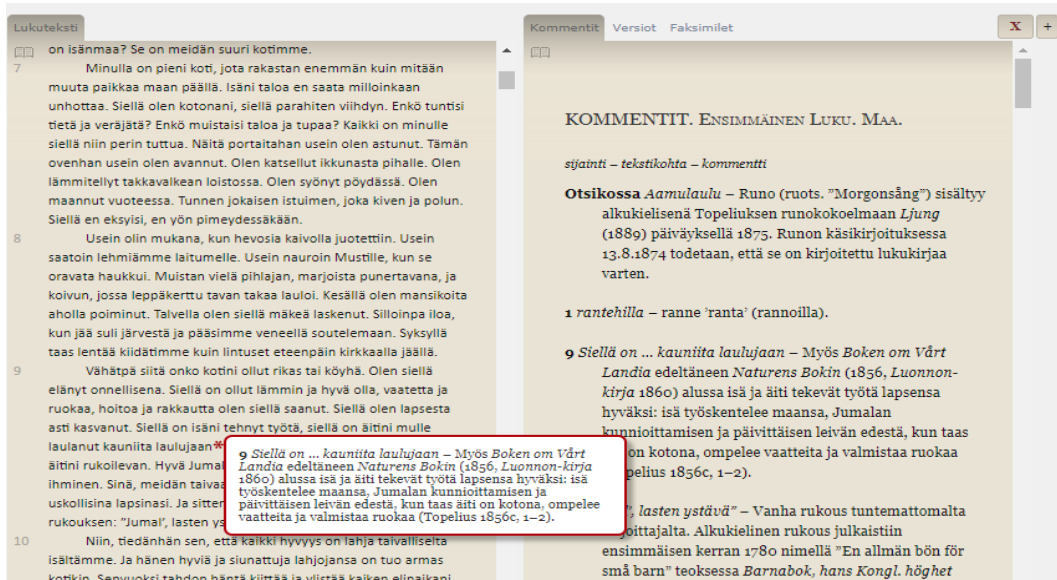 Lukuteksti
on isänmaa? Se on meidän suuri kotimme.
7 Minulla on pieni koti, jota rakastan enemmän kuin mitään
muuta paikkaa maan päällä. Isäni taloa en saata milloinkaan
unhottaa. Siellä olen kotonani, siellä parahiten viihdyn. Enkö tuntisi
tietä ja veräjätä? Enkö muistaisi taloa ja tupaa? Kaikki on minulle
siellä niin perin tuttua. Näitä portaitahan usein olen astunut. Tämän
ovenhan usein olen avannut. Olen katsellut ikkunasta pihalle. Olen
lämmitellyt takkavalkean loistossa. Olen syönyt pöydässä. Olen
maannut vuoteessa. Tunnen jokaisen istuimen, joka kiven ja polun.
Siellä en eksyisi, en yön pimeydessäkään.
8 Usein olin mukana, kun hevosia kaivolla juotettiin. Usein
saatoin lehmiämme laitumelle. Usein nauroin Mustille, kun se
oravata haukkui. Muistan vielä pihlajan, marjoista punertavana, ja
koivun, jossa leppäkerttu tavan takaa lauloi. Kesällä olen mansikoita
aholla poiminut. Talvella olen siellä mäkeä laskenut. Silloinpa iloa,
kun jää suli järvestä ja pääsimme veneellä soutelemaan. Syksyllä
taas lentää kiidätimme kuin lintuset eteenpäin kirkkaalla jäällä.
9 Vähätpä siitä onko kotini ollut rikas tai köyhä. Olen siellä
elänyt onnellisena. Siellä on ollut lämmin ja hyvä olla, vaatetta ja
ruokaa, hoitoa ja rakkautta olen siellä saanut. Siellä olen lapsesta
asti kasvanut. Siellä on isäni tehnyt työtä, siellä on äitini mulle
laulanut kauniita laulujaan*
äitini rukoilevan. Hyvä Jumal
ihminen. Sinä, meidän taivaa
uskollisina lapsinasi. Ja sitten
rukouksen: "Jumal', lasten ys
10 Niin, tiedänhän sen, että kaikki hyvyys on lahja taivalliselta
isältämme. Ja hänen hyviä ja siunattuja lahjojansa on tuo armas
kotikin. Senvuoksi tahdon häntä kiittää ja ylistää kaiken elinaikani
9 Siellä on ... kauniita laulujaan – Myös Boken om Vårt
Landia edeltäneen Naturens Bokin (1856, Luonnon-kirja
1860) alussa isä ja äiti tekevät työtä lapsensa hyväksi: isä
työskentelee maansa, Jumalan kunnioittamisen ja
päivittäisen leivän edestä, kun taas äiti on kotona, ompelee
vaatteita ja valmistaa ruokaa (Topelius 1856c, 1–2).
Kommentit Versiot Faksimilet X +
KOMMENTIT. Ensimmäinen Luku. Maa.
sijainti – tekstikohta – kommentti
Otsikossa Aamulaulu – Runo (ruots. "Morgonsång") sisältyy
alkukielisenä Topeliuksen runokokoelmaan Ljung
(1889) päiväyksellä 1875. Runon käsikirjoituksessa
13.8.1874 todetaan, että se on kirjoitettu lukukirjaa
varten.
1 rantehilla – ranne 'ranta' (rannoilla).
9 Siellä on ... kauniita laulujaan – Myös Boken om Vårt
Landia edeltäneen Naturens Bokin (1856, Luonnon-
kirja 1860) alussa isä ja äiti tekevät työtä lapsensa
hyväksi: isä työskentelee maansa, Jumalan
kunnioittamisen ja päivittäisen leivän edestä, kun taas
on kotona, ompelee vaatteita ja valmistaa ruokaa
pelius 1856c, 1–2).
lasten ystävä" – Vanha rukous tuntemattomalta
oittajalta. Alkukielinen rukous julkaistiin
ensimmäisen kerran 1780 nimellä "En allmän bön för
små barn" teoksessa Barnabok, hans Kongl. höghet